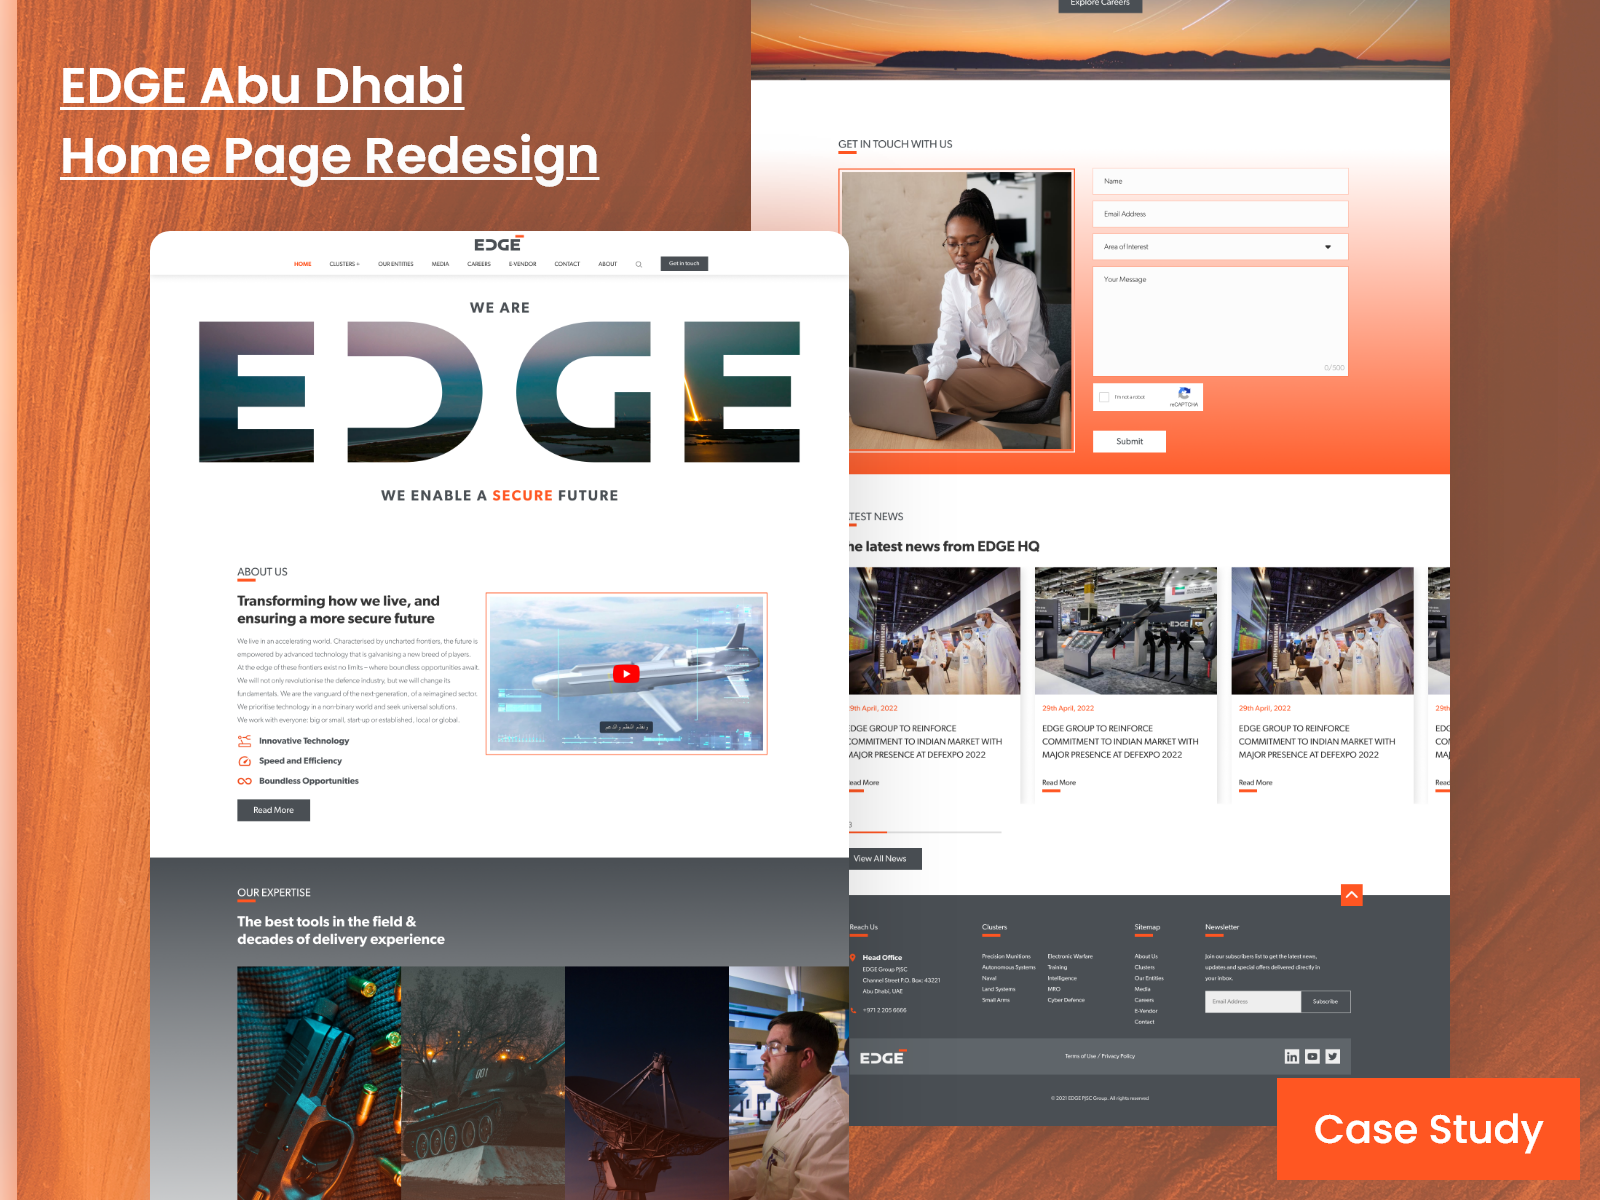 EDGE Abu Dhabi
Home Page Redesign
EDGE
HOME
CLUSTERS +
OUR ENTITIES
MEDIA
CAREERS
E-VENDOR
CONTACT
ABOUT
Get in touch
WE ARE
EDGE
WE ENABLE A SECURE FUTURE
ABOUT US
Transforming how we live, and
ensuring a more secure future
We live in an accelerating world. Characterised by uncharted frontiers, the future is
empowered by advanced technology that is galvanising a new breed of players.
At the edge of these frontiers exist no limits – where boundless opportunities await.
We will not only revolutionise the defence industry, but we will change its
fundamentals. We are the vanguard of the next-generation, of a reimagined sector.
We prioritise technology in a non-binary world and seek universal solutions.
We work with everyone: big or small, start-up or established, local or global.
Innovative Technology
Speed and Efficiency
Boundless Opportunities
Read More
OUR EXPERTISE
The best tools in the field &
decades of delivery experience
001
Explore Careers
GET IN TOUCH WITH US
Name
Email Address
Area of Interest
Your Message
0/500
I'm not a robot
reCAPTCHA
Submit
TEST NEWS
he latest news from EDGE HQ
EDGE
29th April, 2022
EDGE GROUP TO REINFORCE
COMMITMENT TO INDIAN MARKET WITH
MAJOR PRESENCE AT DEFEXPO 2022
ead More
29th April, 2022
EDGE GROUP TO REINFORCE
COMMITMENT TO INDIAN MARKET WITH
MAJOR PRESENCE AT DEFEXPO 2022
Read More
29th April, 2022
EDGE GROUP TO REINFORCE
COMMITMENT TO INDIAN MARKET WITH
MAJOR PRESENCE AT DEFEXPO 2022
Read More
29th
EDG
CO
MA
Read
3
View All News
Reach Us
Head Office
EDGE Group PJSC
Channel Street P.O. Box: 43221
Abu Dhabi, UAE
+971 2 205 6666
Clusters
Precision Munitions
Autonomous Systems
Naval
Land Systems
Small Arms
Electronic Warfare
Training
Intelligence
MRO
Cyber Defence
Sitemap
About Us
Clusters
Our Entities
Media
Careers
E-Vendor
Contact
Newsletter
Join our subscribers list to get the latest news,
updates and special offers delivered directly in
your inbox.
Email Address
Subscribe
EDGE
Terms of Use / Privacy Policy
© 2021 EDGE PJSC Group. All rights reserved
Case Study